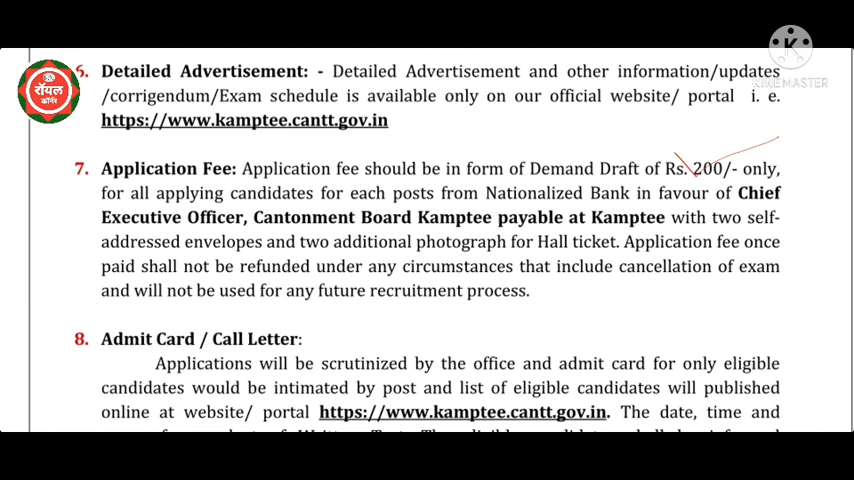 रॉयल
कॉर्नर
K
KINEMASTER
6. Detailed Advertisement: - Detailed Advertisement and other information/updates
/corrigendum/Exam schedule is available only on our official website/ portal i. e.
https://www.kamptee.cantt.gov.in
7. Application Fee: Application fee should be in form of Demand Draft of Rs. 200/- only,
for all applying candidates for each posts from Nationalized Bank in favour of Chief
Executive Officer, Cantonment Board Kamptee payable at Kamptee with two self-
addressed envelopes and two additional photograph for Hall ticket. Application fee once
paid shall not be refunded under any circumstances that include cancellation of exam
and will not be used for any future recruitment process.
8. Admit Card / Call Letter:
Applications will be scrutinized by the office and admit card for only eligible
candidates would be intimated by post and list of eligible candidates will published
online at website/ portal https://www.kamptee.cantt.gov.in. The date, time and